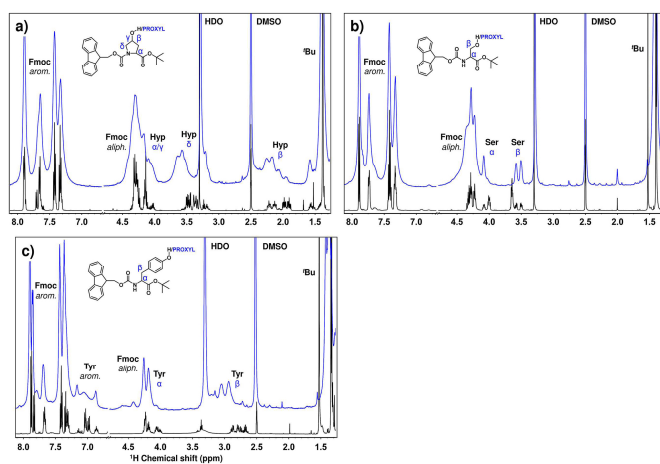 a)
OH/PROXYL
γ β
δ N α
O O
O O
HDO
DMSO
Fmoc
arom.
ᵗBu
Fmoc
aliph.
Hyp
α/γ
Hyp
δ
Hyp
β
8.0 7.5 7.0 4.5 4.0 3.5 3.0 2.5 2.0 1.5
b)
OH/PROXYL
β
α
O N H O
O O
HDO
DMSO
Fmoc
arom.
ᵗBu
Fmoc
aliph.
Ser
α
Ser
β
8.0 7.5 7.0 4.5 4.0 3.5 3.0 2.5 2.0 1.5
c)
H/PROXYL
O
β
α
O N H O
O O
HDO
DMSO
Fmoc
arom.
ᵗBu
Tyr
arom.
Fmoc
aliph.
Tyr
α
Tyr
β
8.0 7.5 7.0 4.5 4.0 3.5 3.0 2.5 2.0 1.5
¹H Chemical shift (ppm)